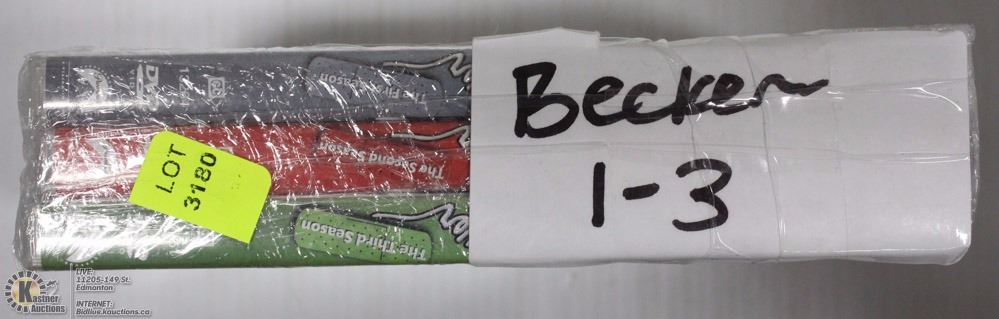 Becker
1-3
LOT
3180
The First Season
The Second Season
The Third Season
Kastner
Auctions
LIVE:
11205-149 St.
Edmonton
INTERNET:
Bidlive.kauctions.ca